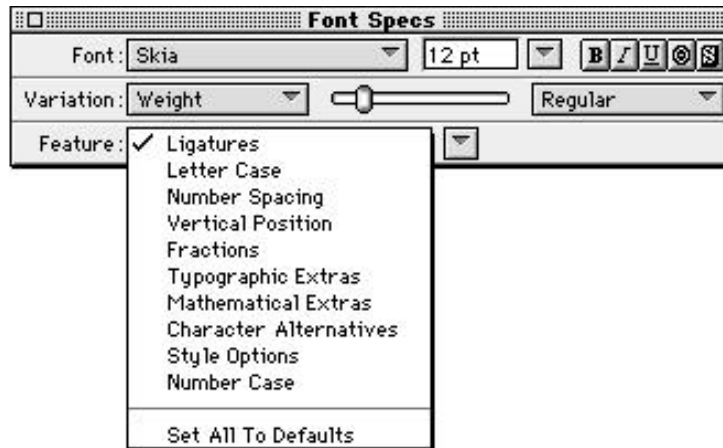 Font Specs
Font: Skia 12 pt B I U O S
Variation: Weight Regular
Feature: ✓ Ligatures
Letter Case
Number Spacing
Vertical Position
Fractions
Typographic Extras
Mathematical Extras
Character Alternatives
Style Options
Number Case
Set All To Defaults